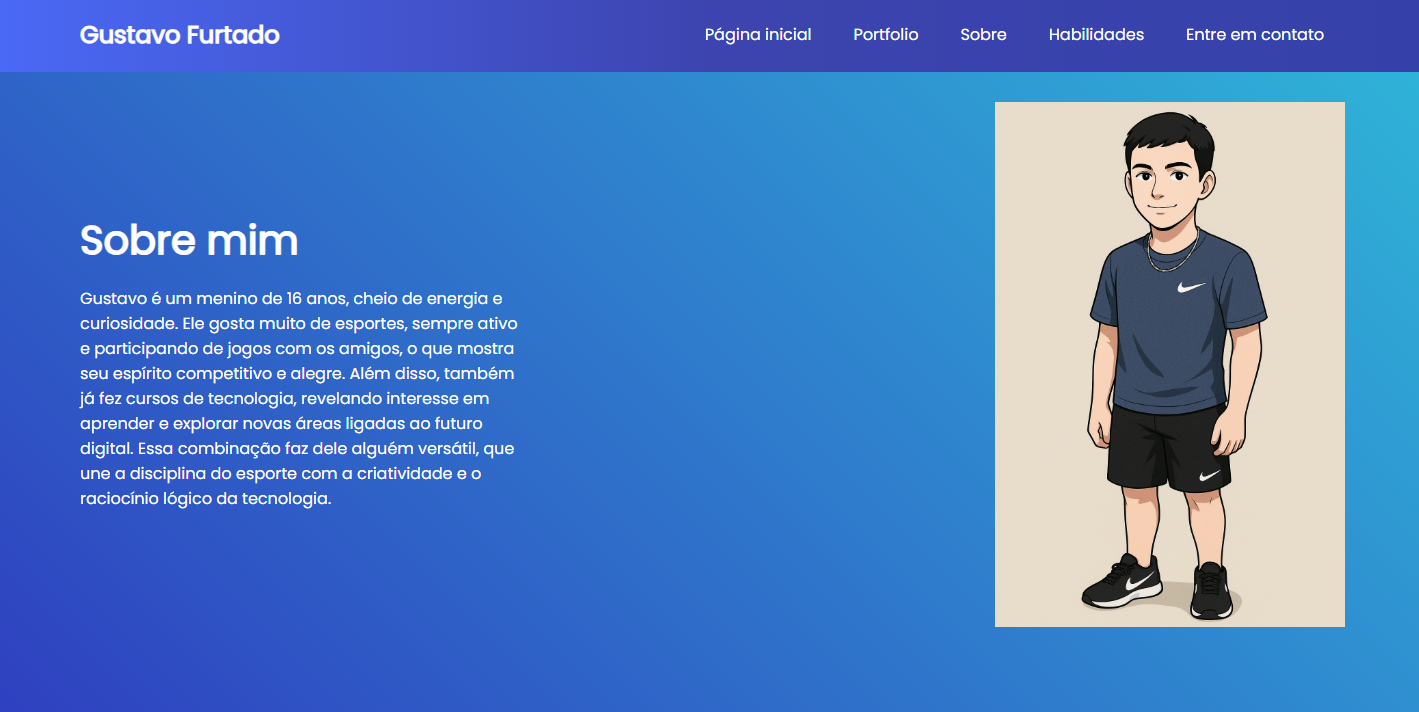 Gustavo Furtado
Página inicial
Portfolio
Sobre
Habilidades
Entre em contato
Sobre mim
Gustavo é um menino de 16 anos, cheio de energia e
curiosidade. Ele gosta muito de esportes, sempre ativo
e participando de jogos com os amigos, o que mostra
seu espírito competitivo e alegre. Além disso, também
já fez cursos de tecnologia, revelando interesse em
aprender e explorar novas áreas ligadas ao futuro
digital. Essa combinação faz dele alguém versátil, que
une a disciplina do esporte com a criatividade e o
raciocínio lógico da tecnologia.